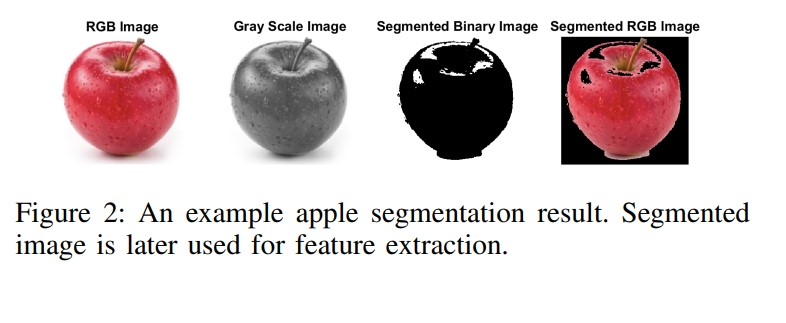 RGB Image
Gray Scale Image
Segmented Binary Image
Segmented RGB Image
Figure 2: An example apple segmentation result. Segmented
image is later used for feature extraction.